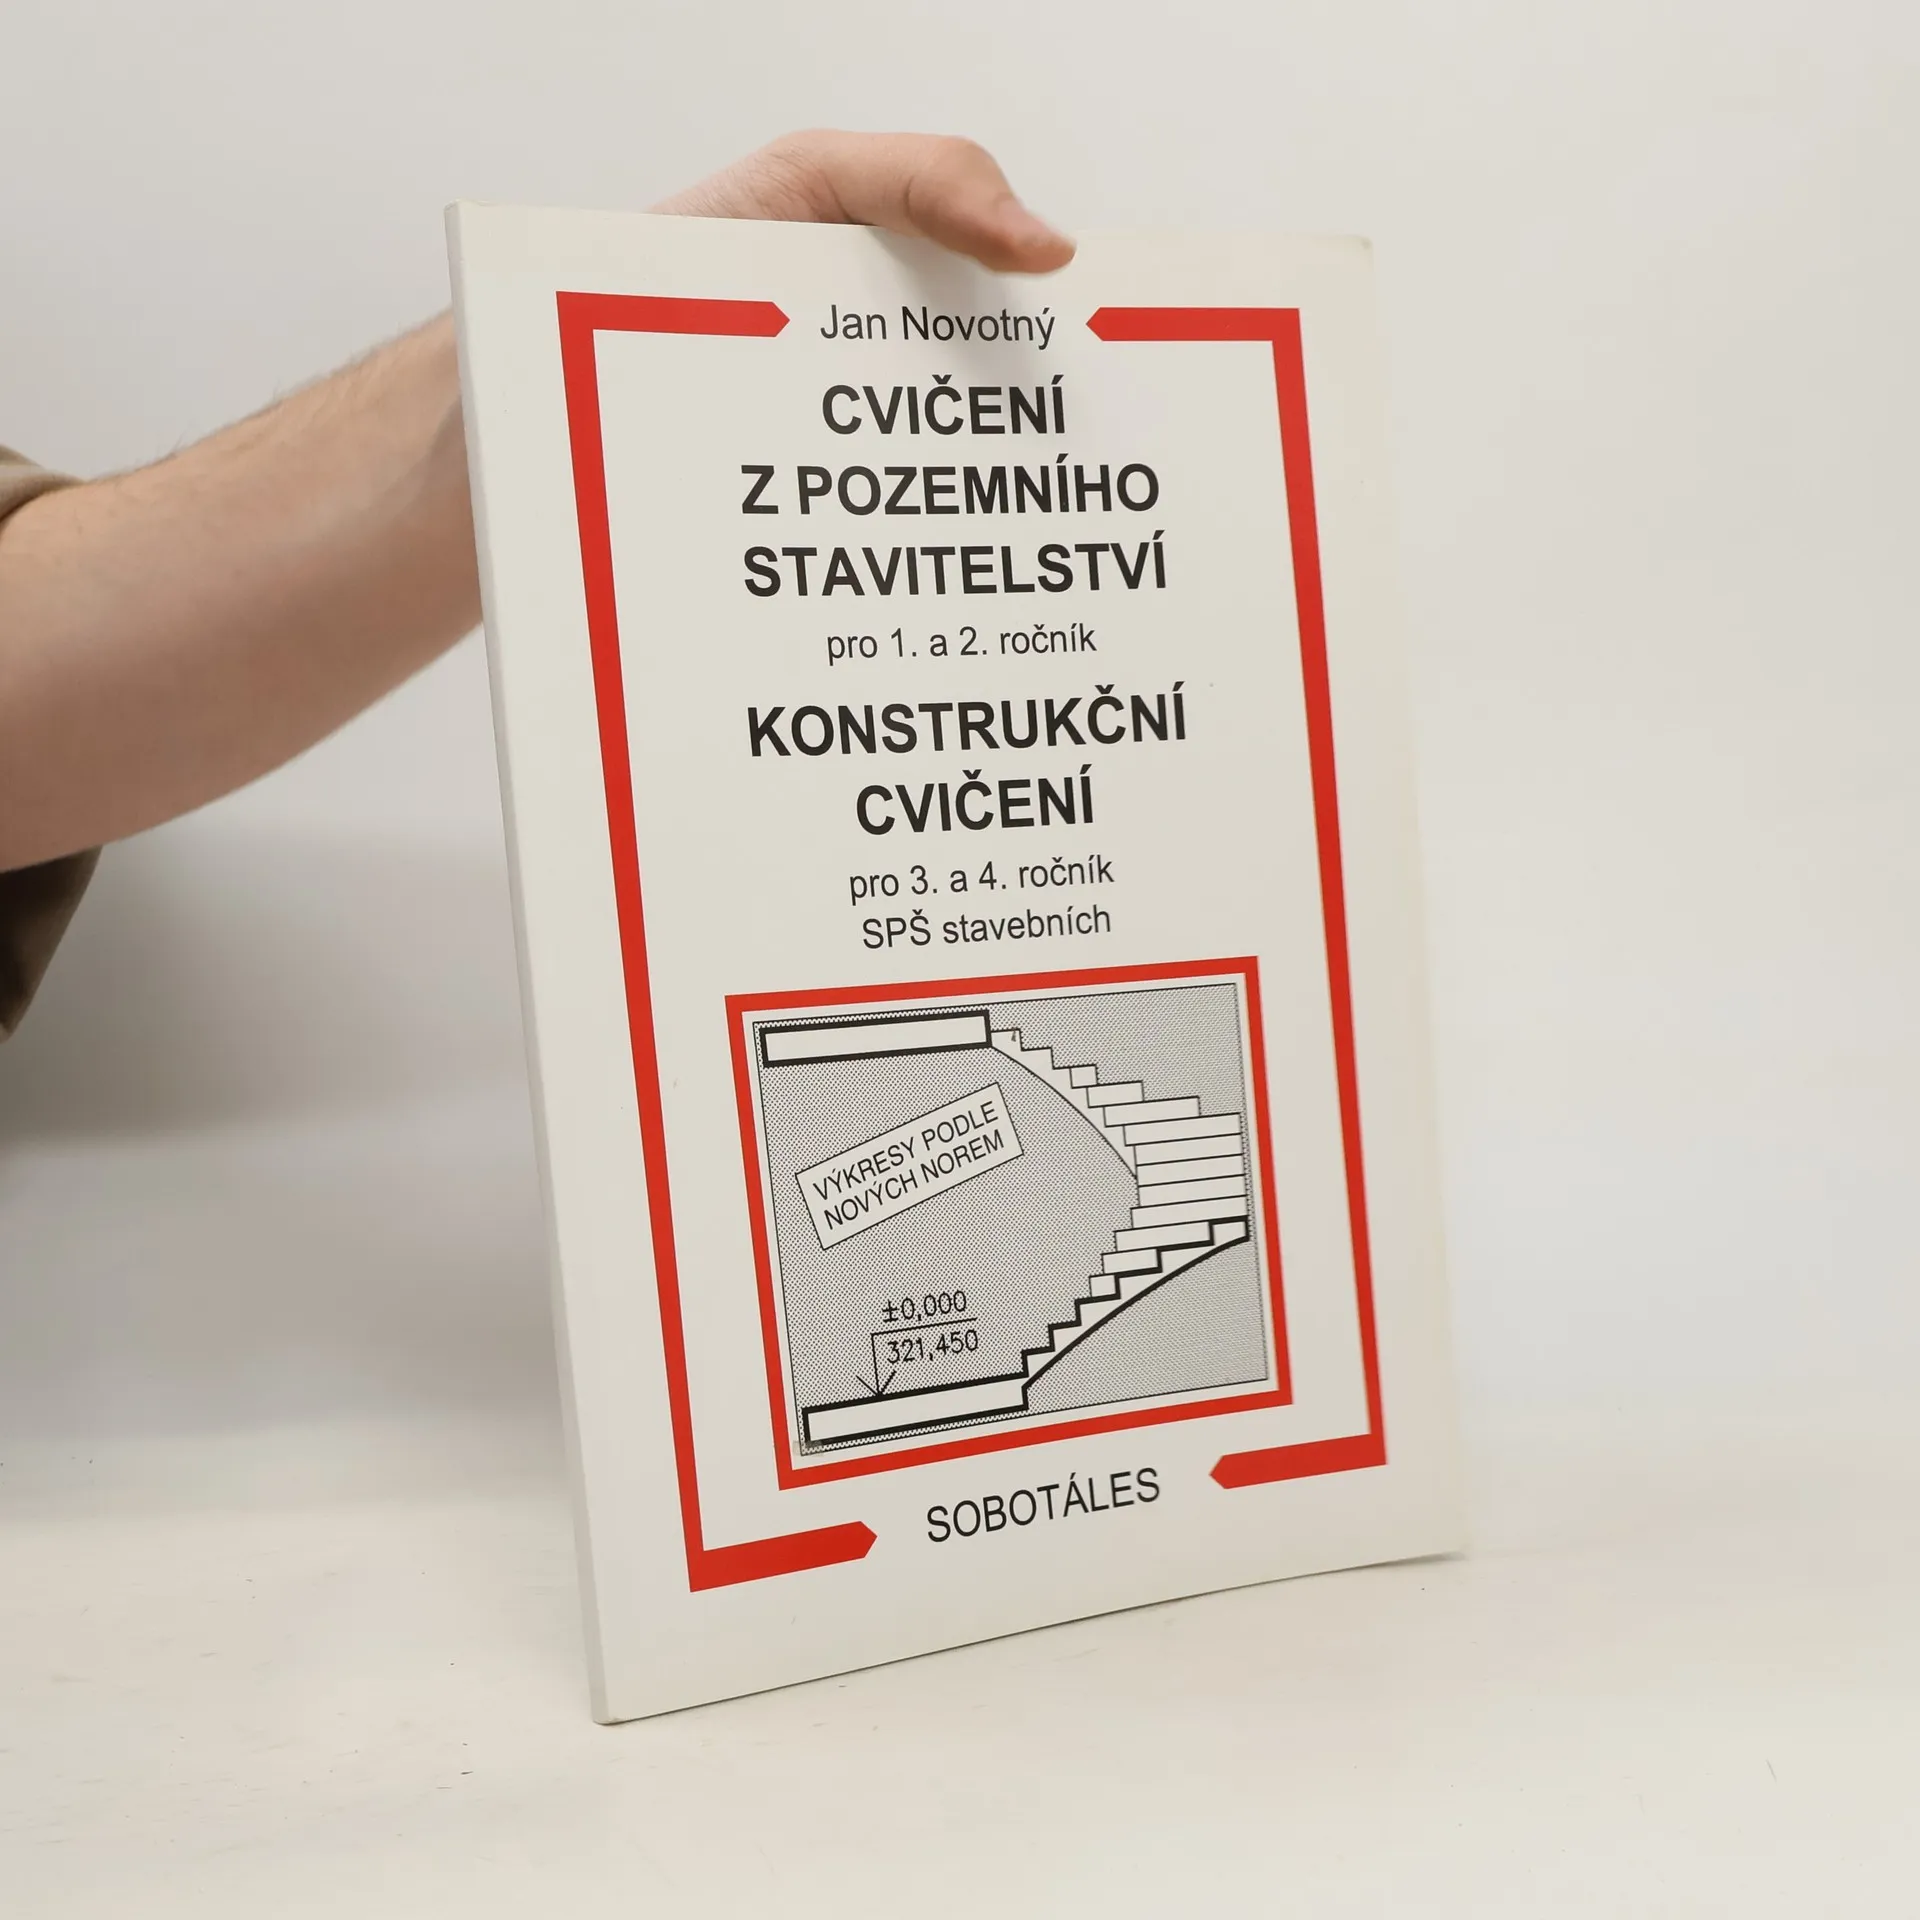 Jan Novotný
CVIČENÍ
Z POZEMNÍHO
STAVITELSTVÍ
pro 1. a 2. ročník
KONSTRUKČNÍ
CVIČENÍ
pro 3. a 4. ročník
SPŠ stavebních
VÝKRESY PODLE
NOVÝCH NOREM
±0,000
321,450
SOBOTÁLES